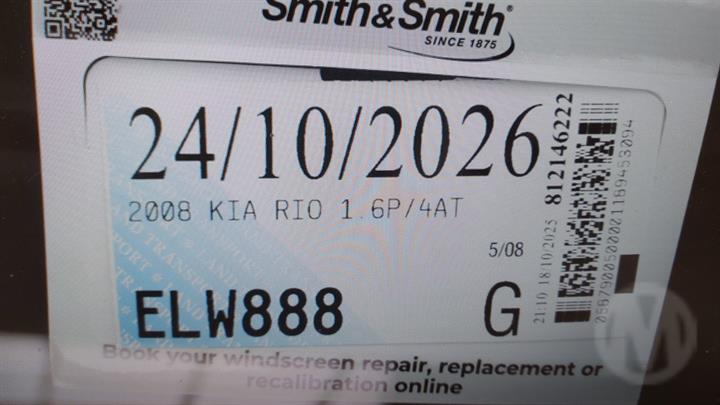 Smith&Smith®
SINCE 1875
24/10/2026
2008 KIA RIO 1.6P/4AT
5/08
ELW888
G
812146222
21:10 18/10/2025
Book your windscreen repair, replacement or
recalibration online